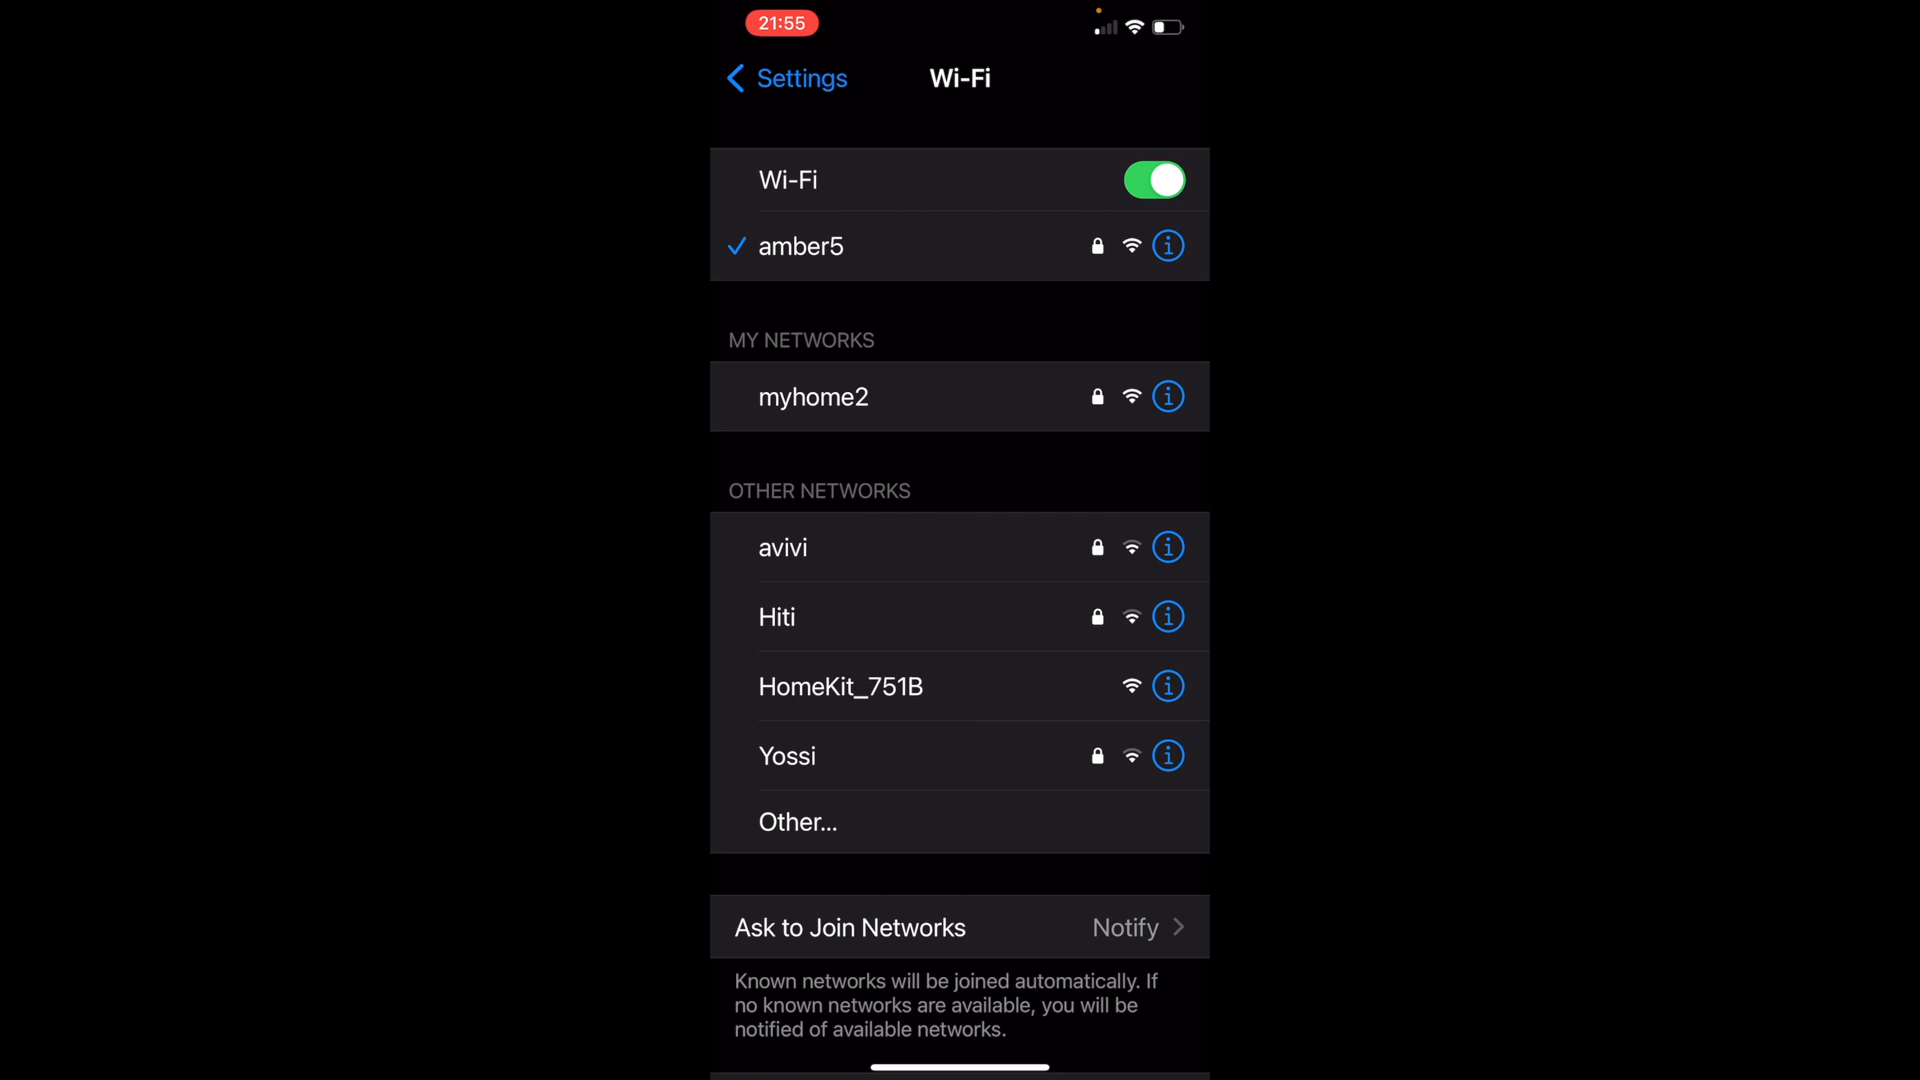 21:55
Settings
Wi-Fi
Wi-Fi
amber5
MY NETWORKS
myhome2
OTHER NETWORKS
avivi
Hiti
HomeKit_751B
Yossi
Other...
Ask to Join Networks Notify
Known networks will be joined automatically. If
no known networks are available, you will be
notified of available networks.